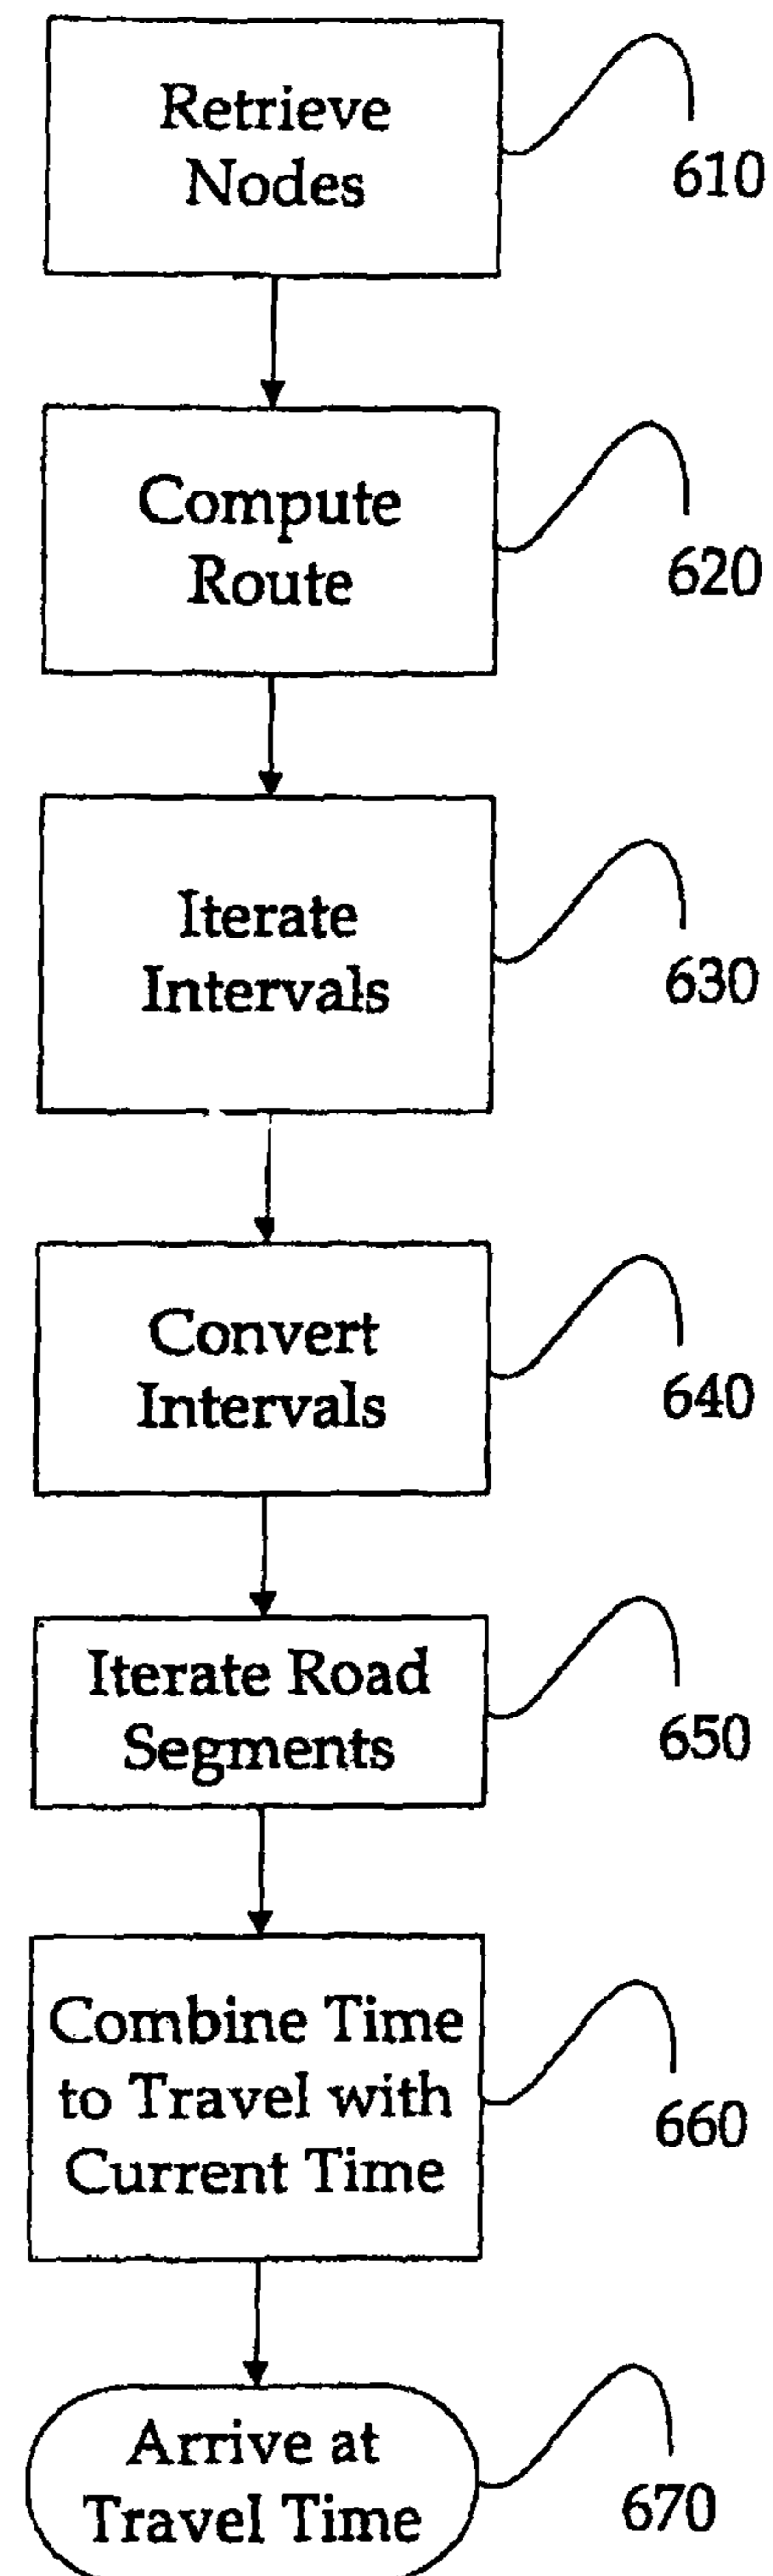 Retrieve
Nodes
610
Compute
Route
620
Iterate
Intervals
630
Convert
Intervals
640
Iterate Road
Segments
650
Combine Time
to Travel with
Current Time
660
Arrive at
Travel Time
670